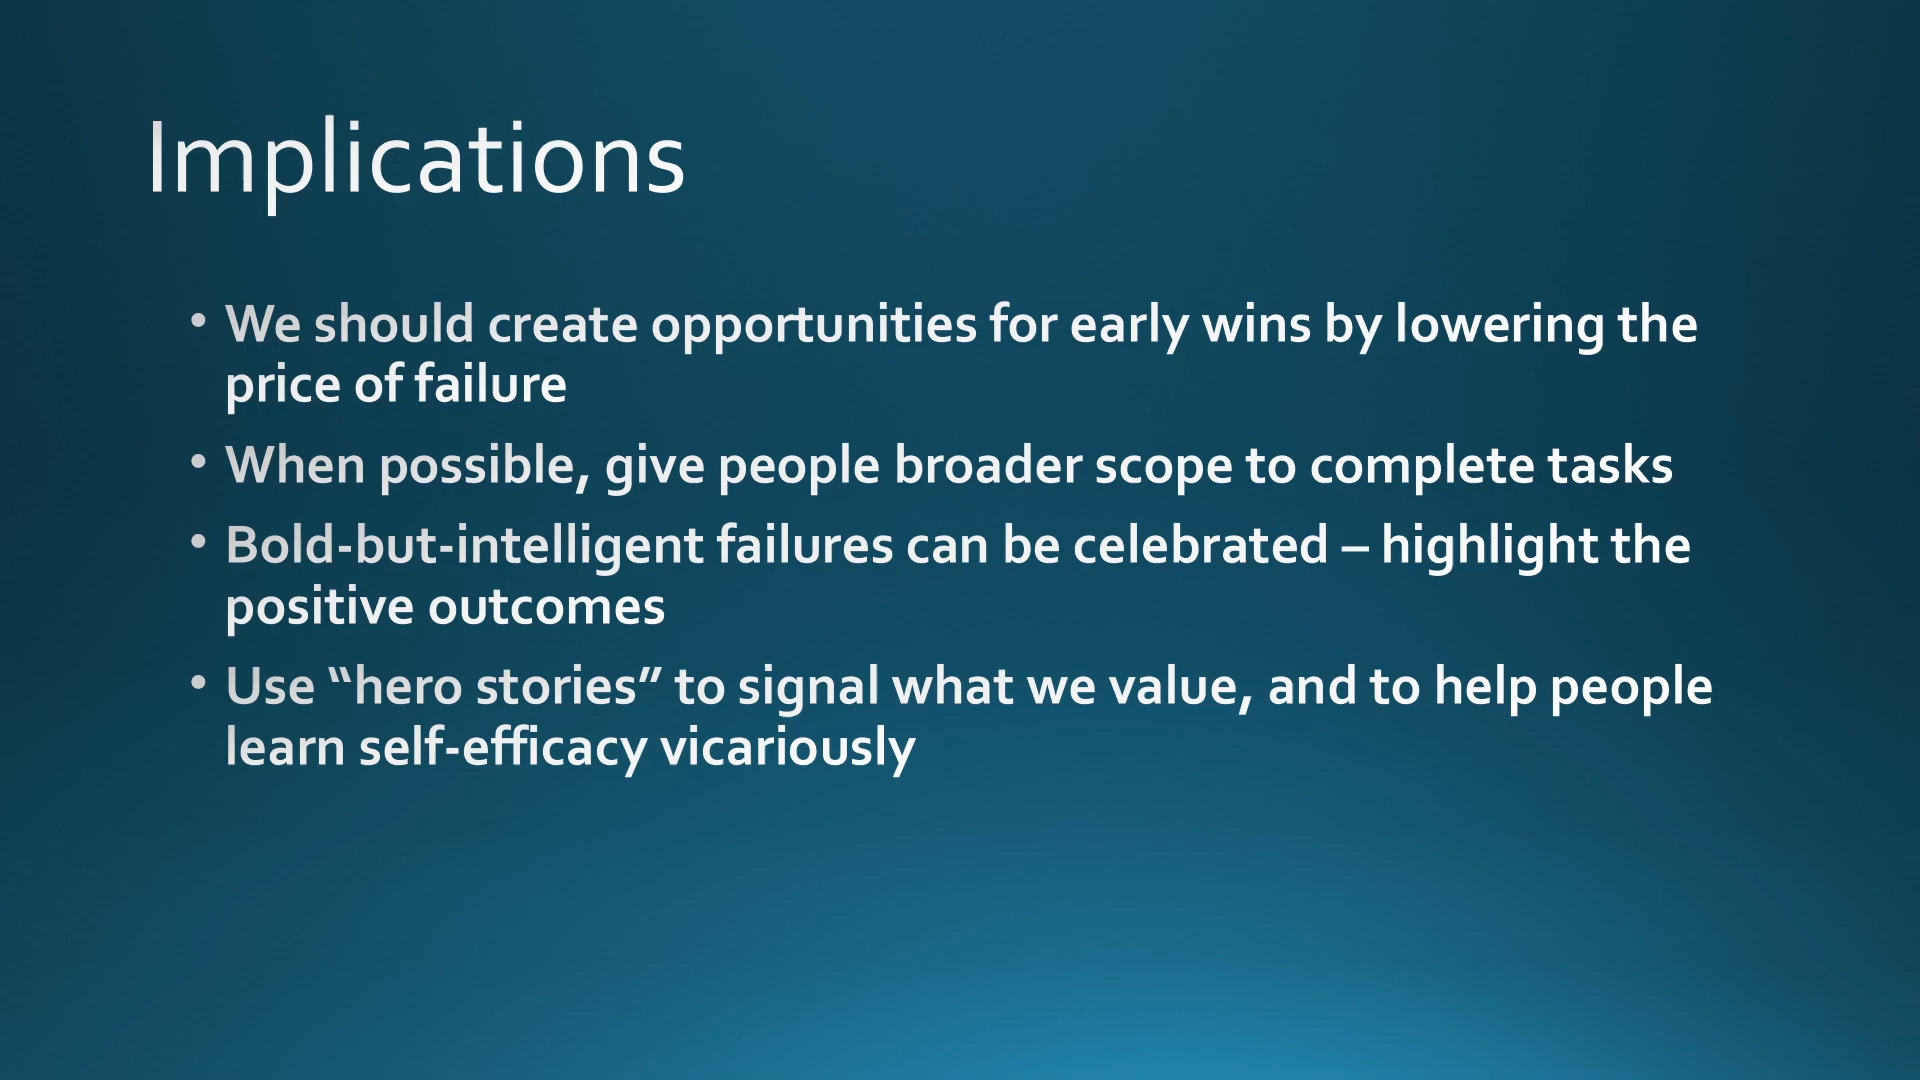 Implications
• We should create opportunities for early wins by lowering the
price of failure
• When possible, give people broader scope to complete tasks
• Bold-but-intelligent failures can be celebrated – highlight the
positive outcomes
• Use “hero stories” to signal what we value, and to help people
learn self-efficacy vicariously